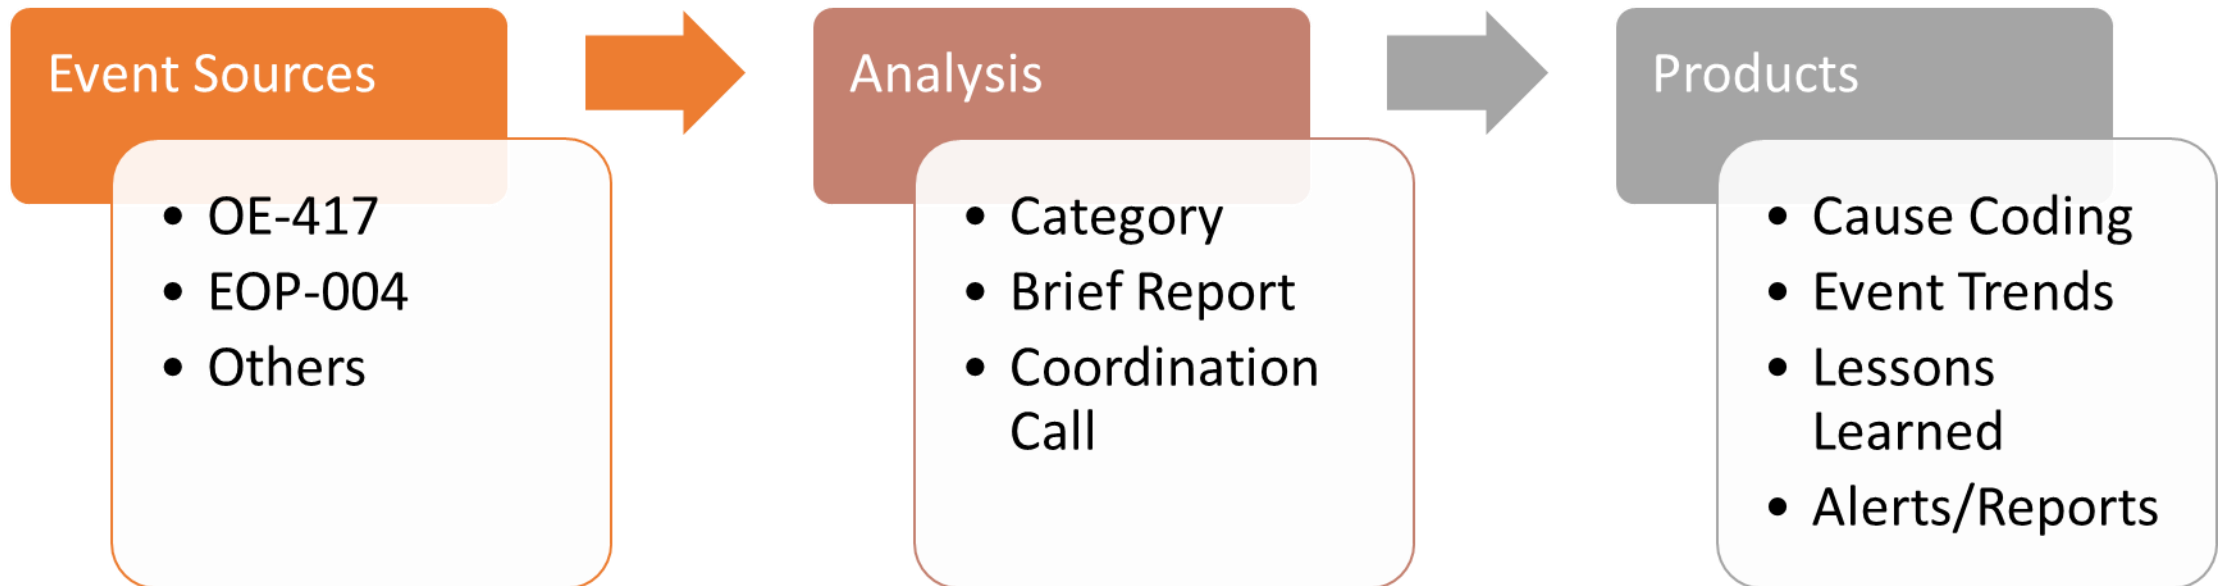 Event Sources
• OE-417
• EOP-004
• Others
Analysis
• Category
• Brief Report
• Coordination
Call
Products
• Cause Coding
• Event Trends
• Lessons
Learned
• Alerts/Reports